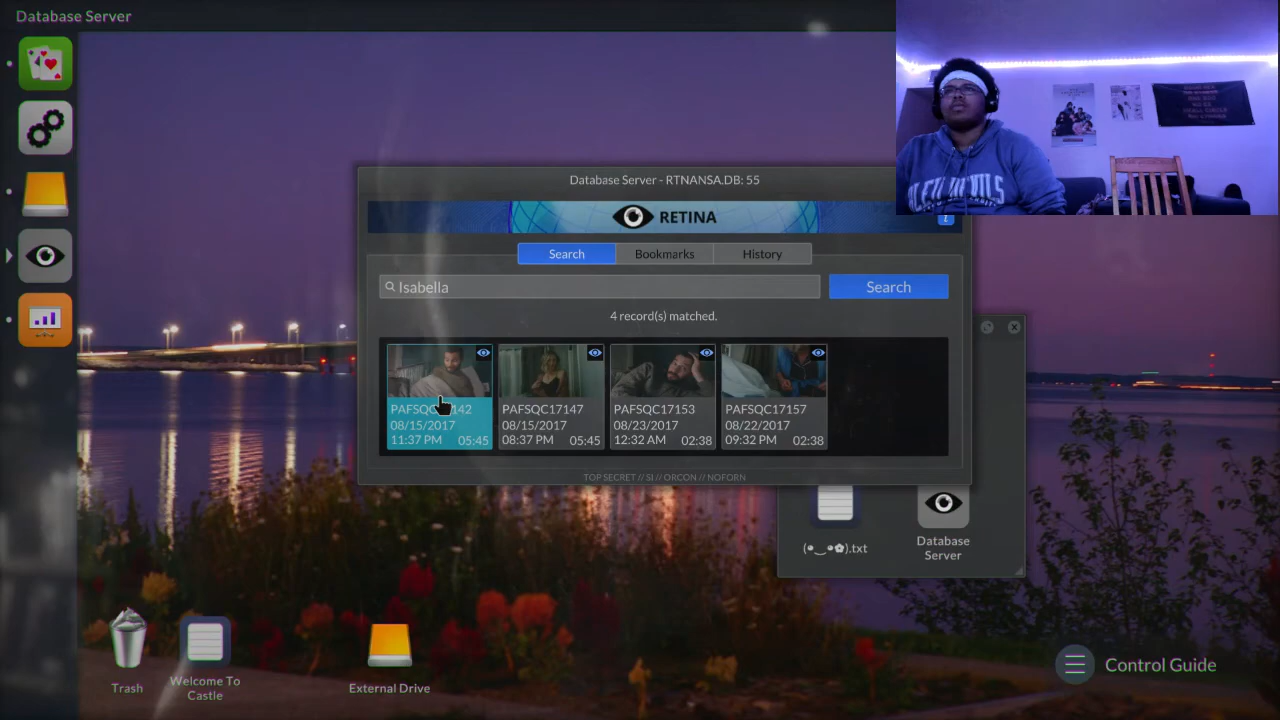 Database Server
Database Server - RTNANSA.DB: 55
RETINA
Search
Bookmarks
History
Isabella
Search
4 record(s) matched.
08/15/2017
11:37 PM 05:45
PAFSQC17147
08/15/2017
08:37 PM 05:45
PAFSQC17153
08/23/2017
12:32 AM 02:38
PAFSQC17157
08/22/2017
09:32 PM 02:38
TOP SECRET // SI // ORCON // NOFORN
(•‿•✿).txt
Database
Server
Trash
Welcome To
Castle
External Drive
Control Guide